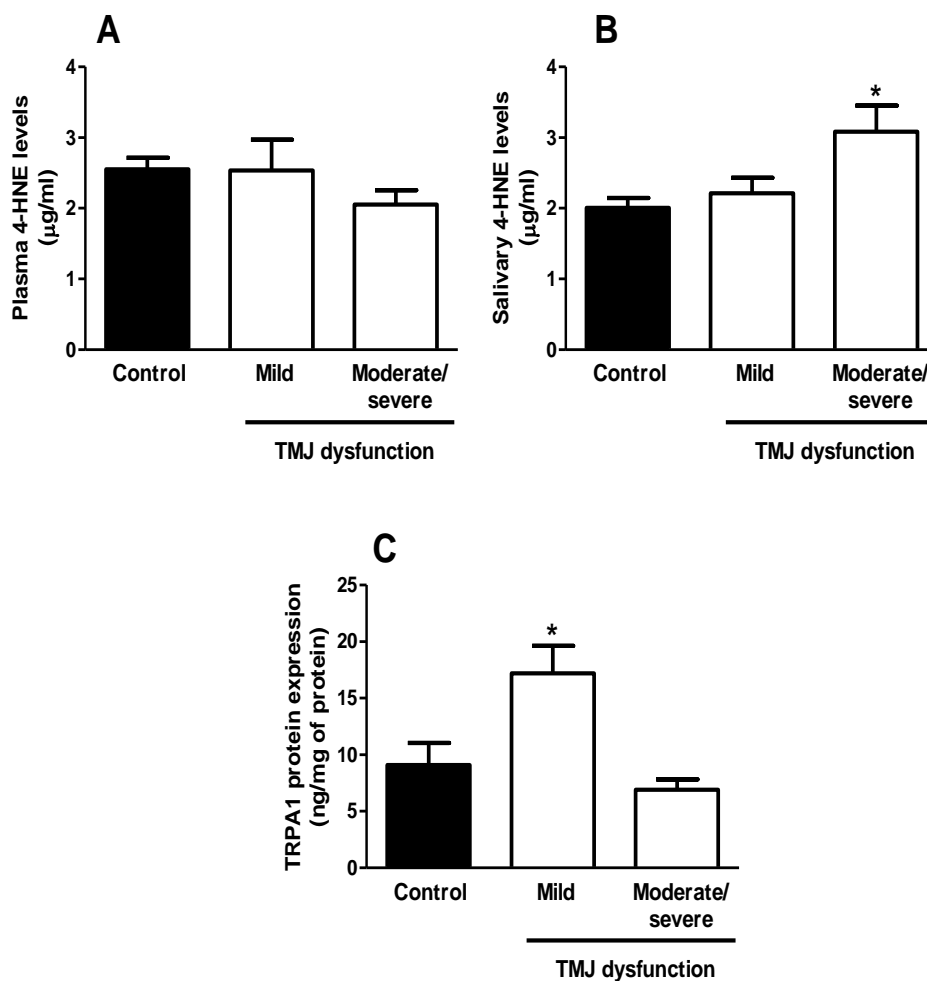 A
Plasma 4-HNE levels
(µg/ml)
4
3
2
1
0
Control
Mild
Moderate/
severe
TMJ dysfunction
B
Salivary 4-HNE levels
(µg/ml)
4
3
2
1
0
*
Control
Mild
Moderate/
severe
TMJ dysfunction
C
TRPA1 protein expression
(ng/mg of protein)
25
20
15
10
5
0
*
Control
Mild
Moderate/
severe
TMJ dysfunction